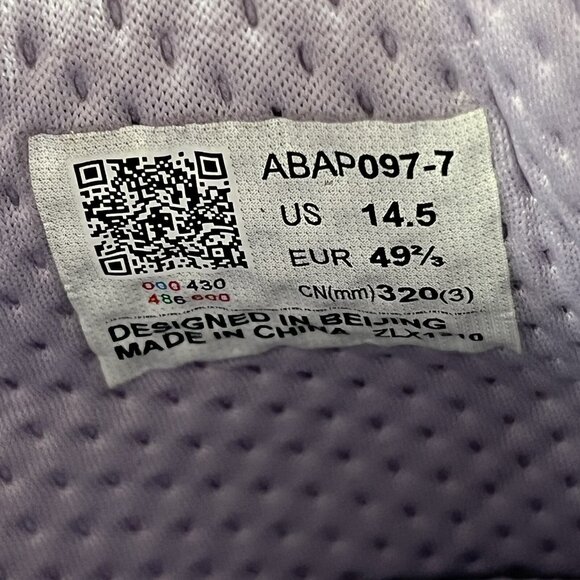 ABAP097-7
US 14.5
EUR 49⅔
CN(mm)320(3)
000 430
486 600
DESIGNED IN BEIJING
MADE IN CHINA